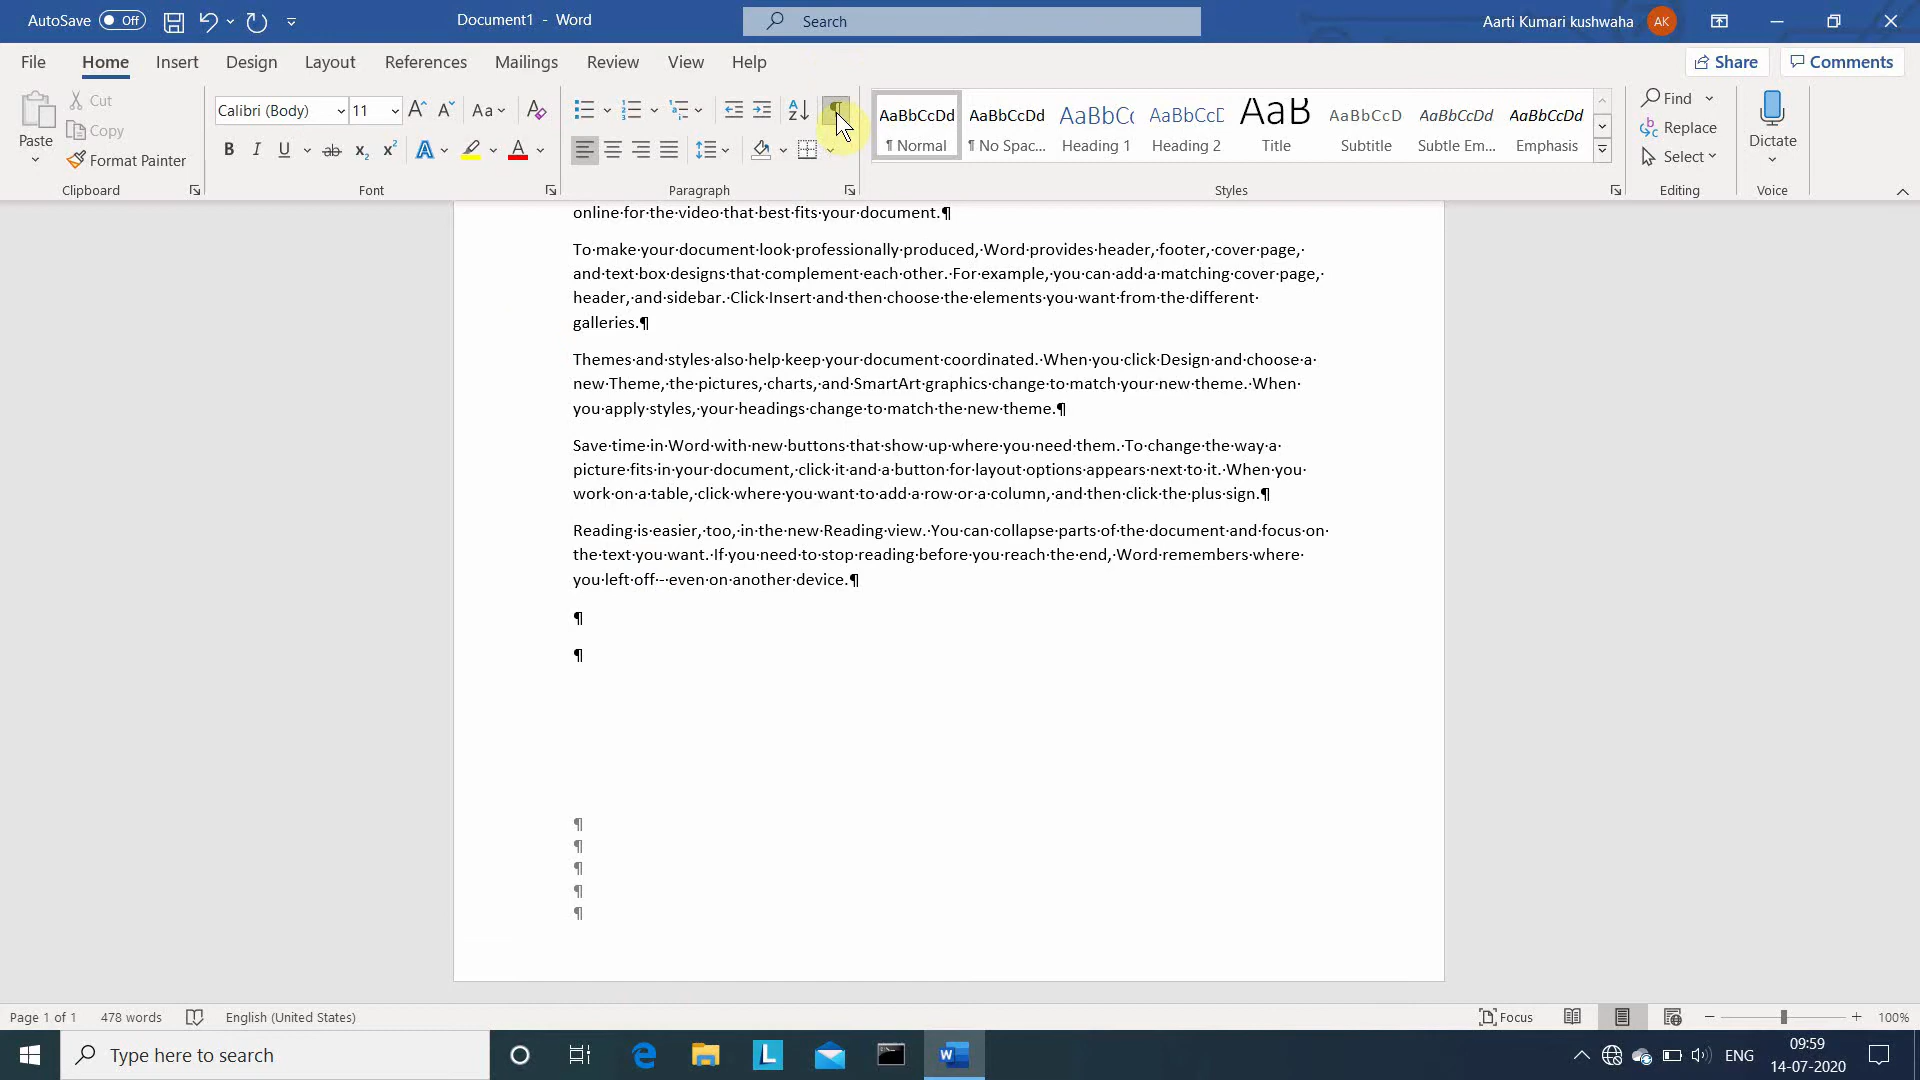 AutoSave Off Document1 - Word Search Aarti Kumari kushwaha AK
File Home Insert Design Layout References Mailings Review View Help Share Comments
Paste
Cut
Copy
Format Painter
Clipboard
Calibri (Body) 11
Font
Paragraph
AaBbCcDd AaBbCcDd AaBbCc AaBbCcD AaB AaBbCcD AaBbCcDd AaBbCcDd
¶ Normal ¶ No Spac... Heading 1 Heading 2 Title Subtitle Subtle Em... Emphasis
Styles
Find
Replace
Select
Editing
Dictate
Voice
online·for·the·video·that·best·fits·your·document.¶
To·make·your·document·look·professionally·produced,·Word·provides·header,·footer,·cover·page,·
and·text·box·designs·that·complement·each·other.·For·example,·you·can·add·a·matching·cover·page,·
header,·and·sidebar.·Click·Insert·and·then·choose·the·elements·you·want·from·the·different·
galleries.¶
Themes·and·styles·also·help·keep·your·document·coordinated.·When·you·click·Design·and·choose·a·
new·Theme,·the·pictures,·charts,·and·SmartArt·graphics·change·to·match·your·new·theme.·When·
you·apply·styles,·your·headings·change·to·match·the·new·theme.¶
Save·time·in·Word·with·new·buttons·that·show·up·where·you·need·them.·To·change·the·way·a·
picture·fits·in·your·document,·click·it·and·a·button·for·layout·options·appears·next·to·it.·When·you·
work·on·a·table,·click·where·you·want·to·add·a·row·or·a·column,·and·then·click·the·plus·sign.¶
Reading·is·easier,·too,·in·the·new·Reading·view.·You·can·collapse·parts·of·the·document·and·focus·on·
the·text·you·want.·If·you·need·to·stop·reading·before·you·reach·the·end,·Word·remembers·where·
you·left·off·-·even·on·another·device.¶
¶
¶
¶
¶
¶
¶
¶
Page 1 of 1 478 words English (United States) Focus 100%
Type here to search ENG 09:59
14-07-2020